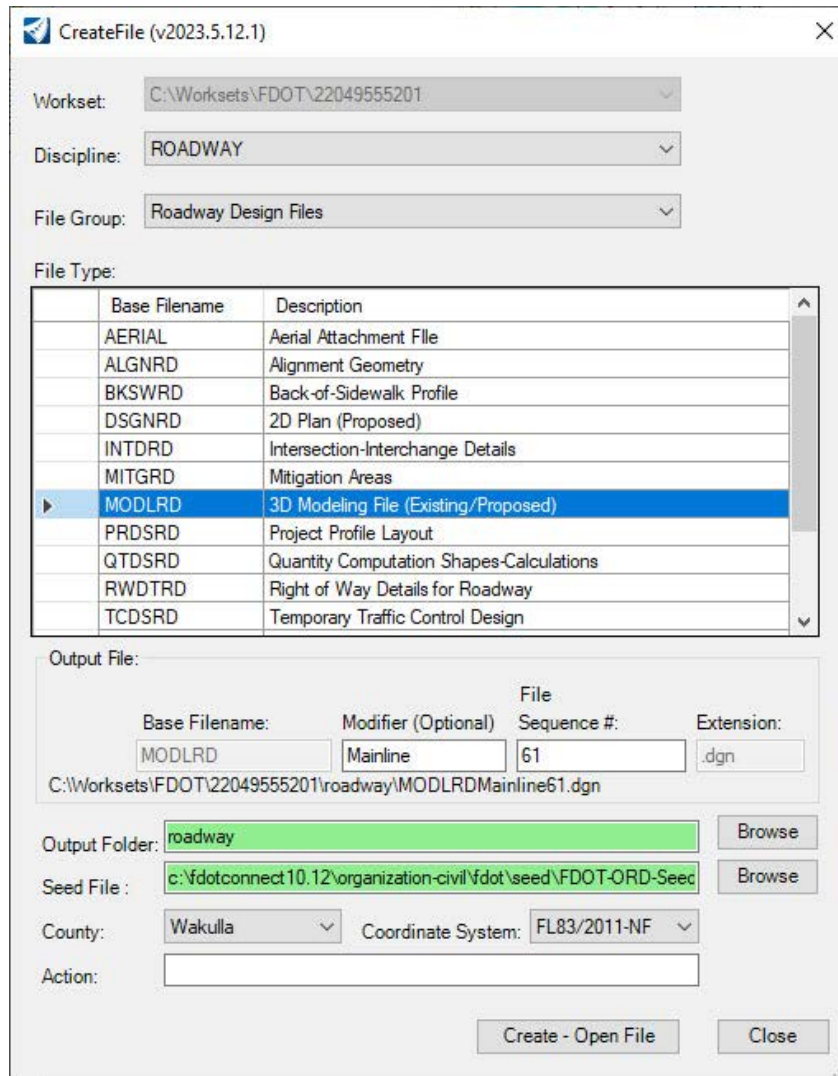 CreateFile (v2023.5.12.1)
Workset: C:\Worksets\FDOT\22049555201
Discipline: ROADWAY
File Group: Roadway Design Files
File Type:
Base Filename Description
AERIAL Aerial Attachment FIle
ALGNRD Alignment Geometry
BKSWRD Back-of-Sidewalk Profile
DSGNRD 2D Plan (Proposed)
INTDRD Intersection-Interchange Details
MITGRD Mitigation Areas
MODLRD 3D Modeling File (Existing/Proposed)
PRDSRD Project Profile Layout
QTDSRD Quantity Computation Shapes-Calculations
RWDTRD Right of Way Details for Roadway
TCDSRD Temporary Traffic Control Design
Output File:
File
Base Filename: Modifier (Optional) Sequence #: Extension:
MODLRD Mainline 61 .dgn
C:\Worksets\FDOT\22049555201\roadway\MODLRDMainline61.dgn
Output Folder: roadway Browse
Seed File : c:\fdotconnect10.12\organization-civil\fdot\seed\FDOT-ORD-Seed Browse
County: Wakulla Coordinate System: FL83/2011-NF
Action:
Create - Open File Close